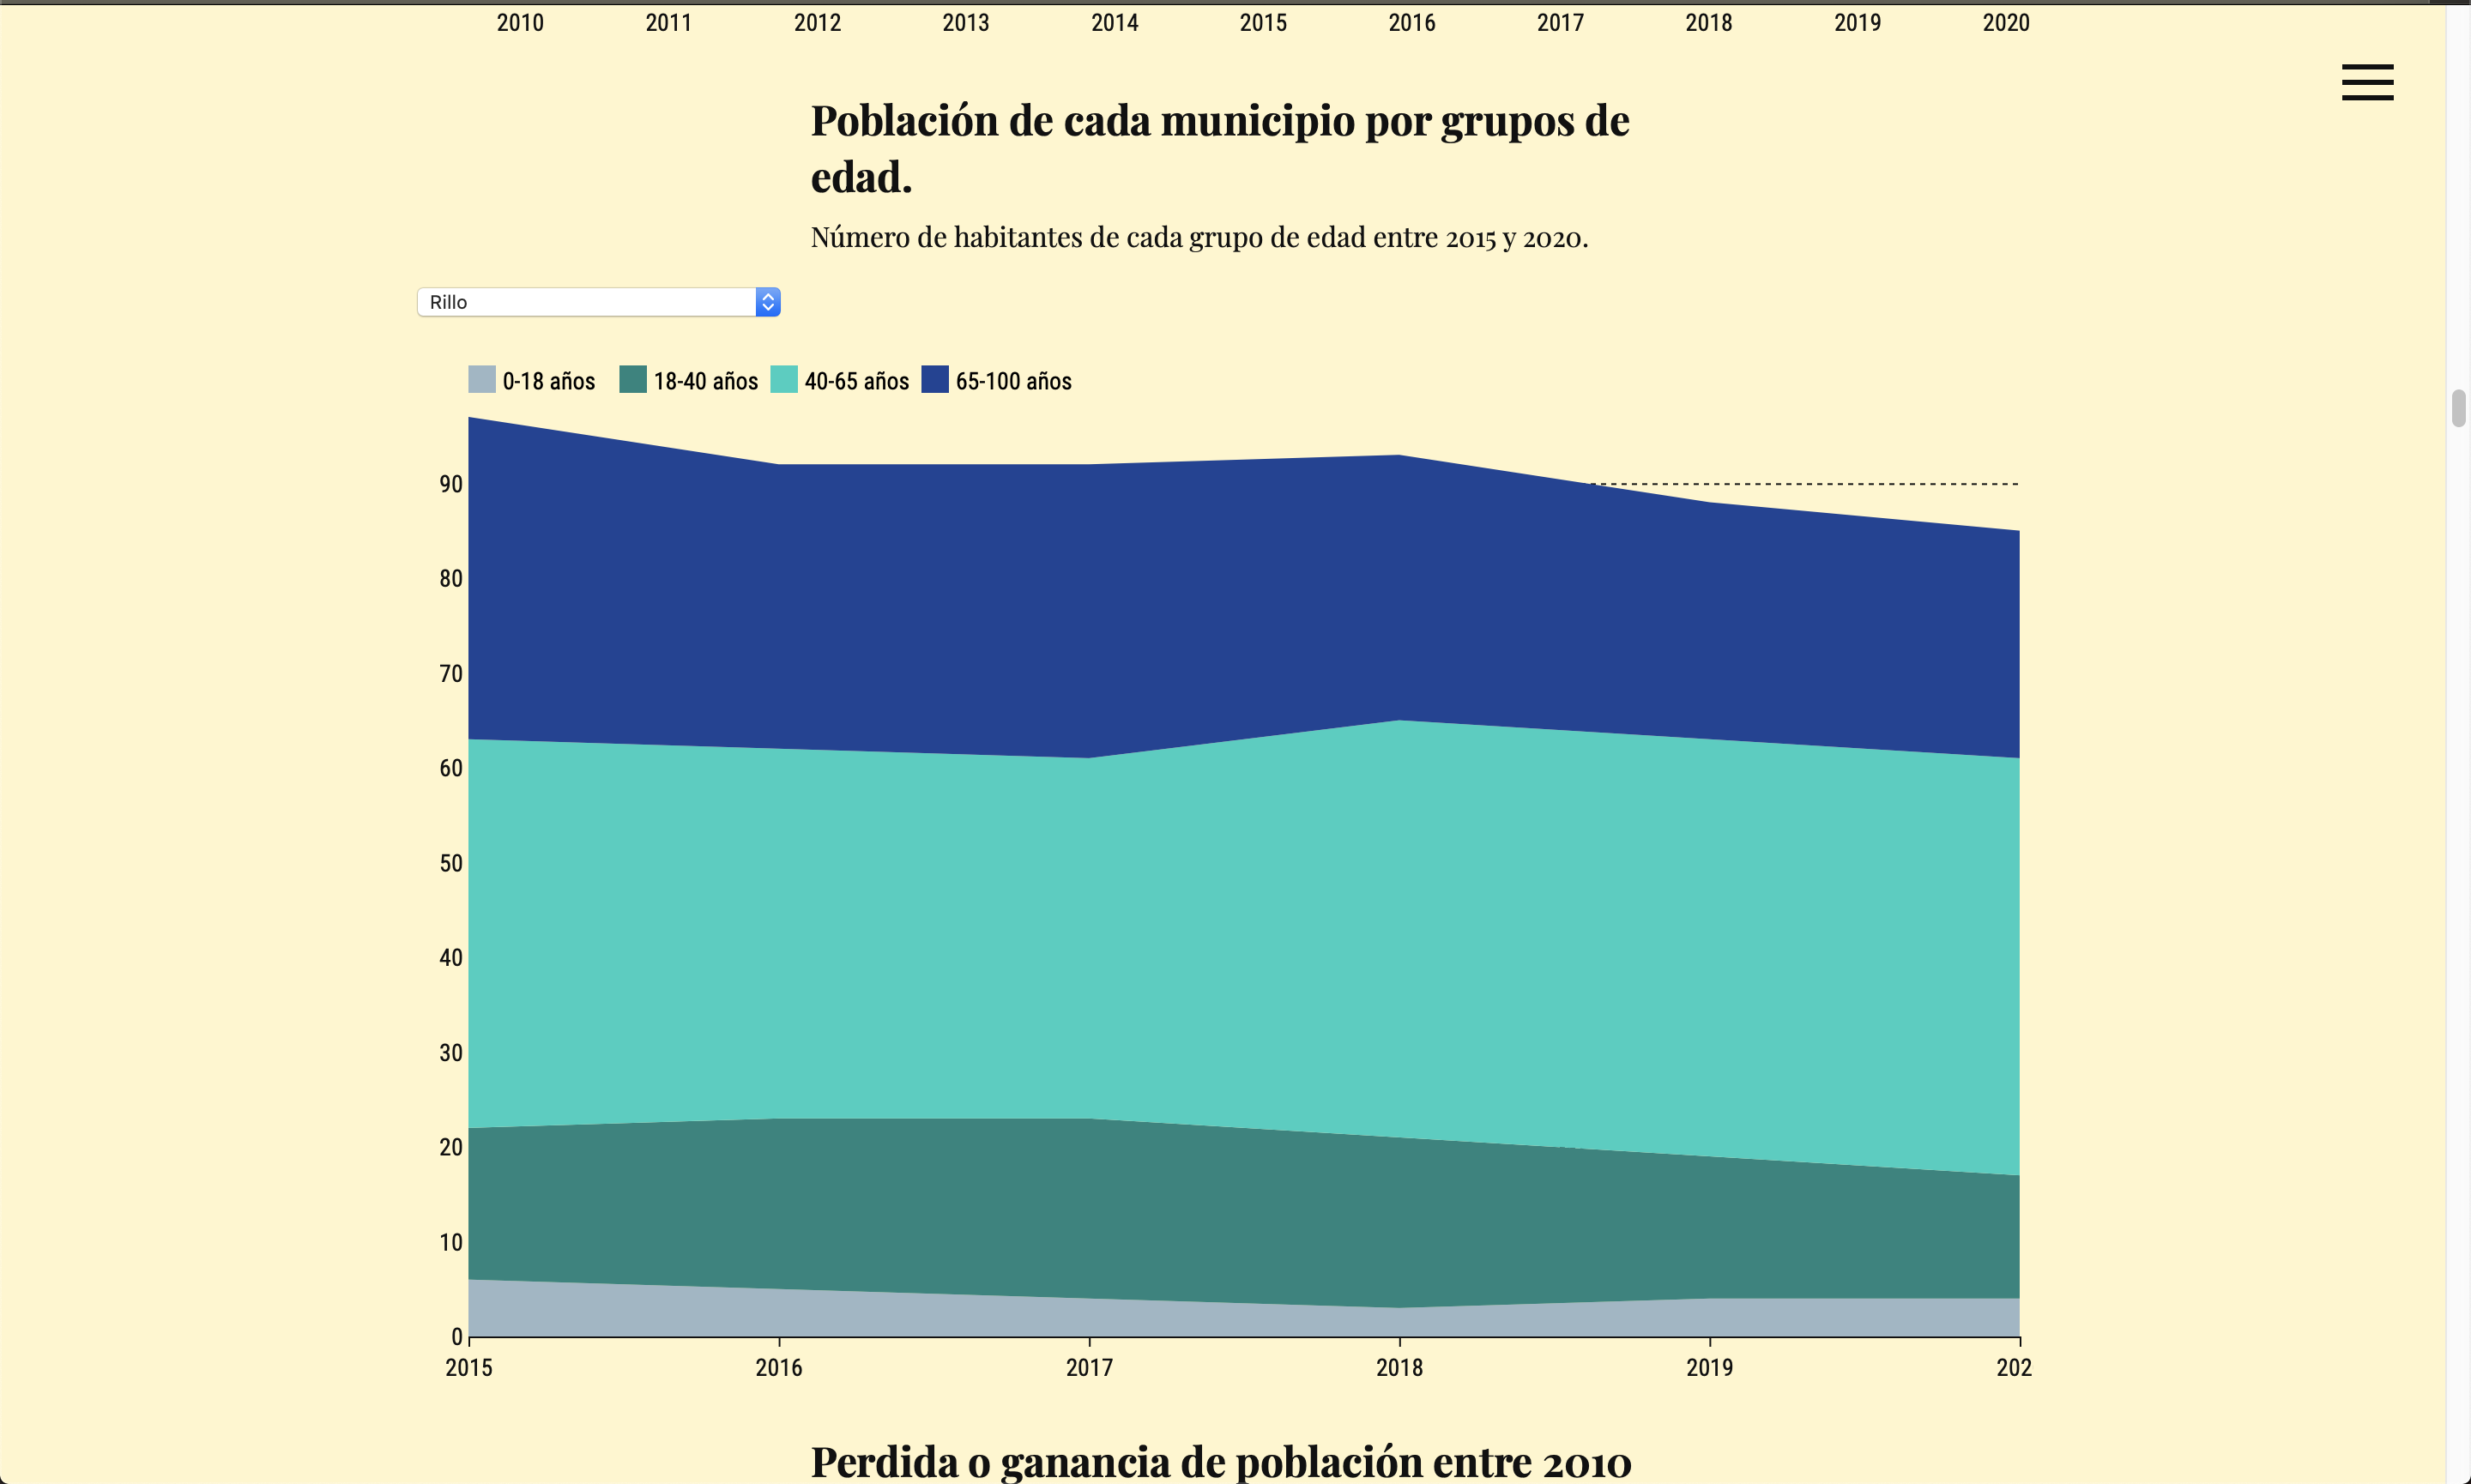 2010 2011 2012 2013 2014 2015 2016 2017 2018 2019 2020
Población de cada municipio por grupos de
edad.
Número de habitantes de cada grupo de edad entre 2015 y 2020.
Rillo
0-18 años 18-40 años 40-65 años 65-100 años
90
80
70
60
50
40
30
20
10
0
2015 2016 2017 2018 2019 202
Perdida o ganancia de población entre 2010